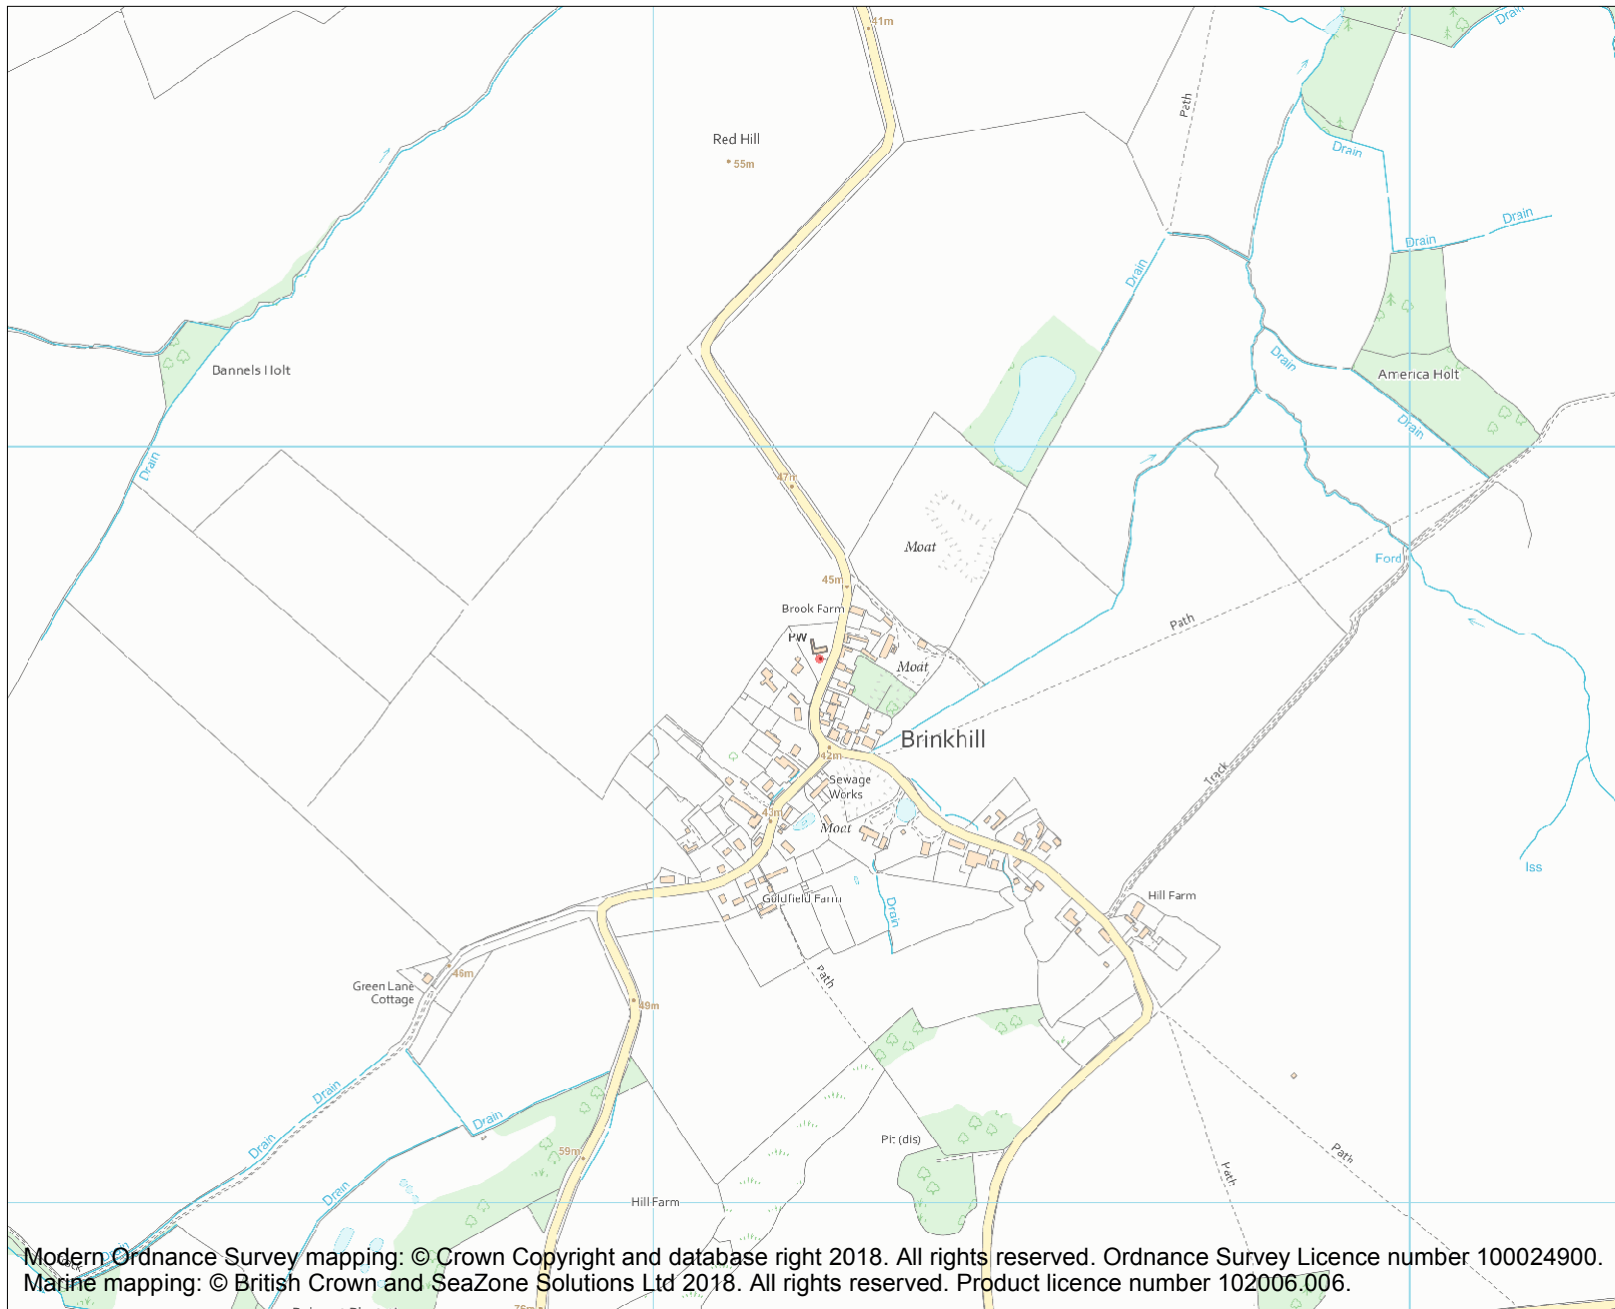 41m
Drain
Path
Red Hill
55m
Drain
Drain
Drain
Drain
Dannels Holt
Drain
America Holt
Drain
Drain
47m
Moat
Ford
45m
Brook Farm
Path
PW
Moat
Brinkhill
42m
Sewage
Works
Track
43m
Moat
Iss
Hill Farm
Guldfield Farm
Drain
46m
Path
Green Lane
Cottage
49m
Drain
Drain
Drain
Pit (dis)
59m
Path
Path
Drain
Hill Farm
Drain
Modern Ordnance Survey mapping: © Crown Copyright and database right 2018. All rights reserved. Ordnance Survey Licence number 100024900.
Marine mapping: © British Crown and SeaZone Solutions Ltd 2018. All rights reserved. Product licence number 102006.006.
76m